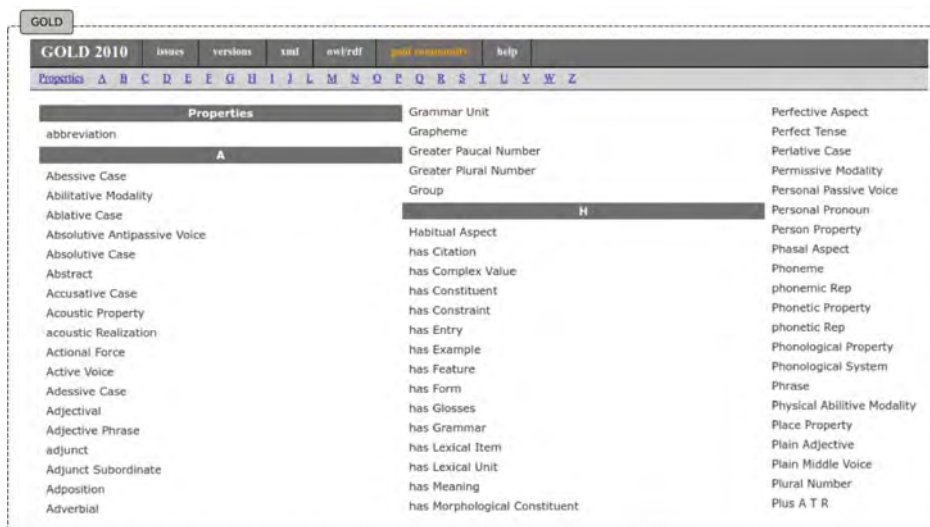 GOLD
GOLD 2010 issues versions xml owl/rdf gold community help
Properties A B C D E F G H I J L M N O P Q R S T U V W Z
Properties
abbreviation
A
Abessive Case
Abilitative Modality
Ablative Case
Absolutive Antipassive Voice
Absolutive Case
Abstract
Accusative Case
Acoustic Property
acoustic Realization
Actional Force
Active Voice
Adessive Case
Adjectival
Adjective Phrase
adjunct
Adjunct Subordinate
Adposition
Adverbial
Grammar Unit
Grapheme
Greater Paucal Number
Greater Plural Number
Group
H
Habitual Aspect
has Citation
has Complex Value
has Constituent
has Constraint
has Entry
has Example
has Feature
has Form
has Glosses
has Grammar
has Lexical Item
has Lexical Unit
has Meaning
has Morphological Constituent
Perfective Aspect
Perfect Tense
Perlative Case
Permissive Modality
Personal Passive Voice
Personal Pronoun
Person Property
Phasal Aspect
Phoneme
phonemic Rep
Phonetic Property
phonetic Rep
Phonological Property
Phonological System
Phrase
Physical Abilitive Modality
Place Property
Plain Adjective
Plain Middle Voice
Plural Number
Plus A T R